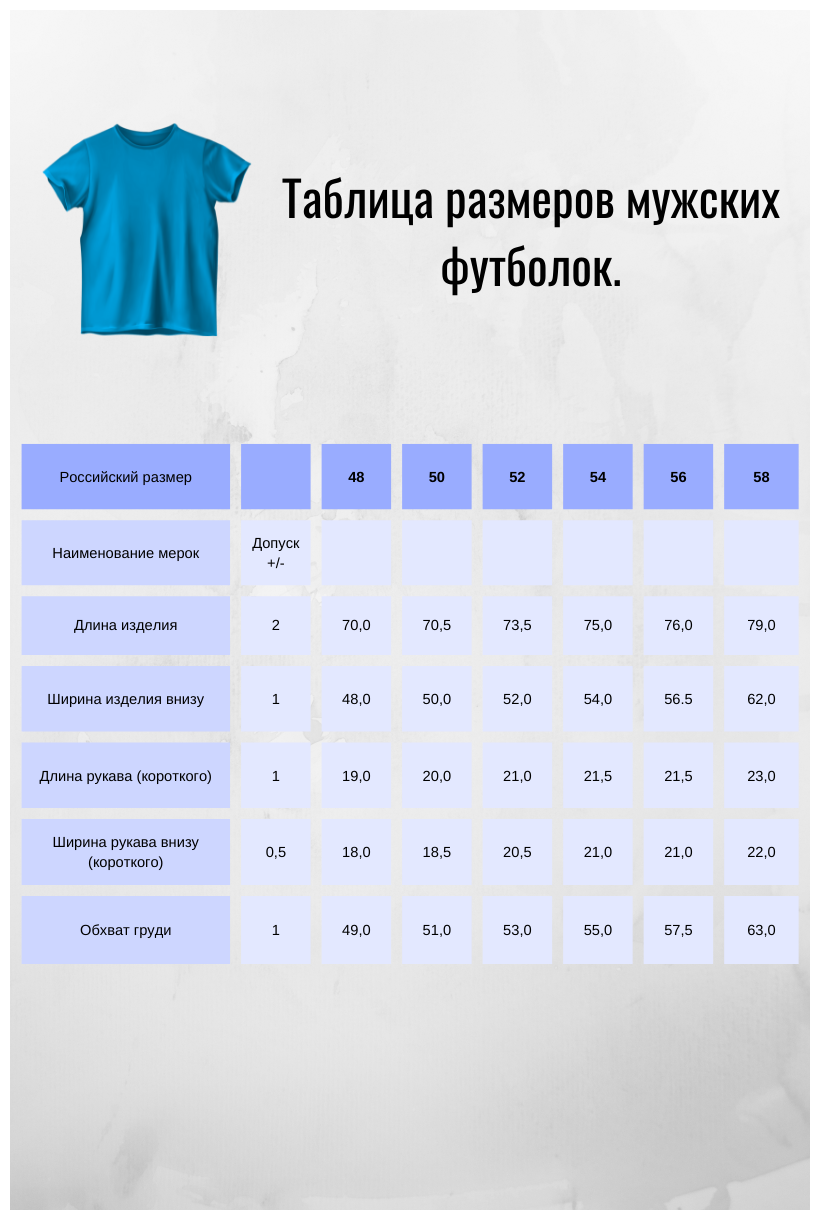 Таблица размеров мужских
футболок.
Российский размер 48 50 52 54 56 58
Наименование мерок Допуск
+/-
Длина изделия 2 70,0 70,5 73,5 75,0 76,0 79,0
Ширина изделия внизу 1 48,0 50,0 52,0 54,0 56.5 62,0
Длина рукава (короткого) 1 19,0 20,0 21,0 21,5 21,5 23,0
Ширина рукава внизу
(короткого) 0,5 18,0 18,5 20,5 21,0 21,0 22,0
Обхват груди 1 49,0 51,0 53,0 55,0 57,5 63,0